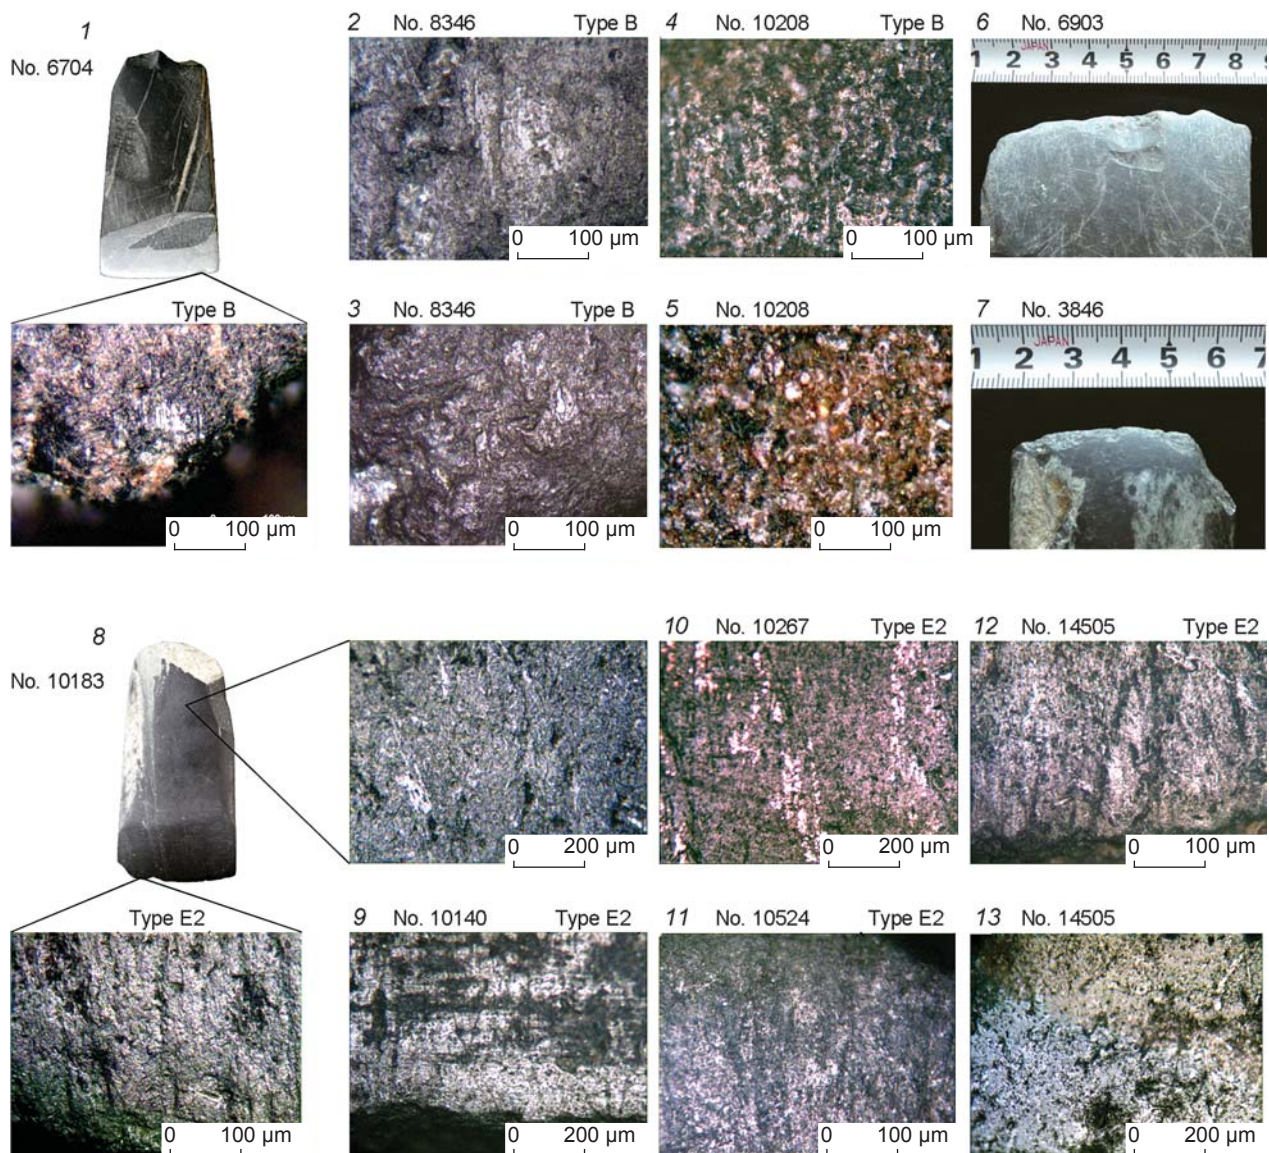 1
No. 6704
Type B
0 100 µm
2 No. 8346 Type B
0 100 µm
3 No. 8346 Type B
0 100 µm
4 No. 10208 Type B
0 100 µm
5 No. 10208
0 100 µm
6 No. 6903
JAPAN
1 2 3 4 5 6 7 8 9
7 No. 3846
JAPAN
1 2 3 4 5 6 7
8
No. 10183
0 200 µm
Type E2
0 100 µm
9 No. 10140 Type E2
0 200 µm
10 No. 10267 Type E2
0 200 µm
11 No. 10524 Type E2
0 100 µm
12 No. 14505 Type E2
0 100 µm
13 No. 14505
0 200 µm